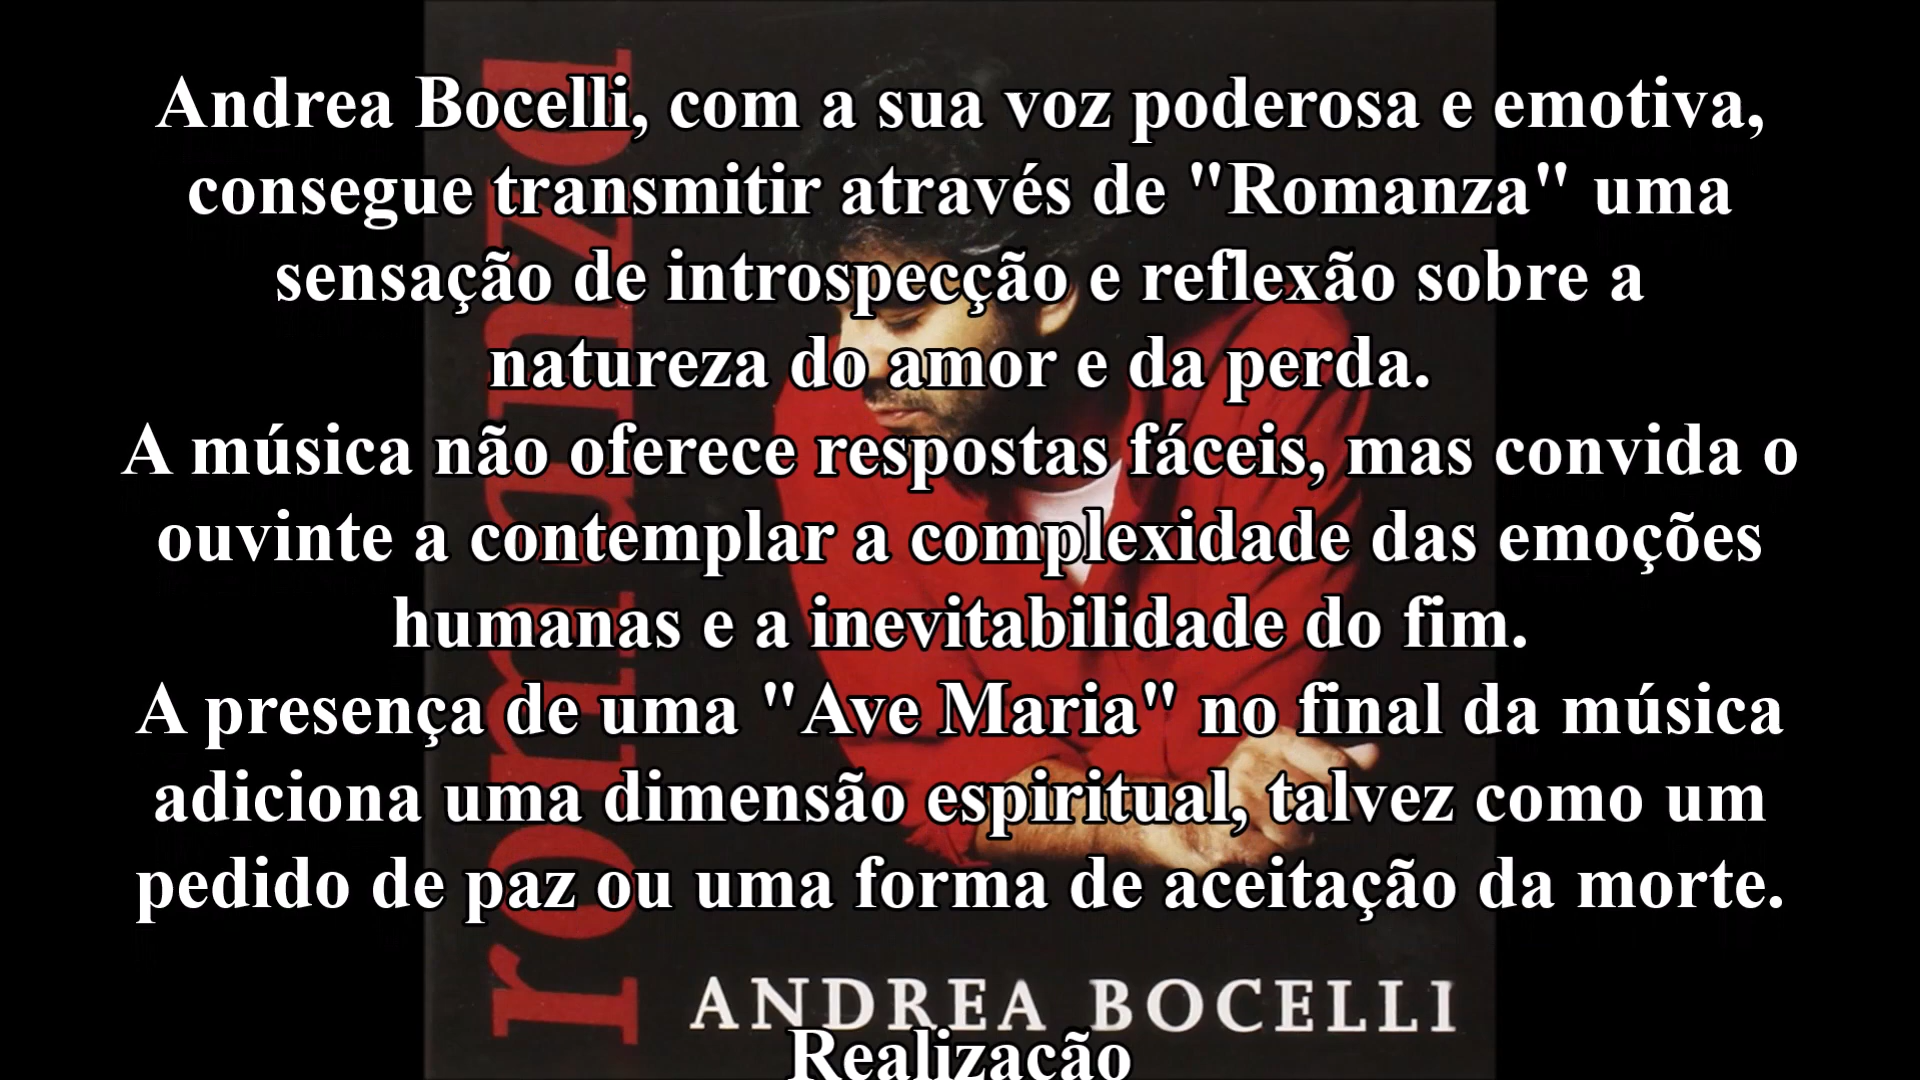 Andrea Bocelli, com a sua voz poderosa e emotiva,
consegue transmitir através de "Romanza" uma
sensação de introspecção e reflexão sobre a
natureza do amor e da perda.
A música não oferece respostas fáceis, mas convida o
ouvinte a contemplar a complexidade das emoções
humanas e a inevitabilidade do fim.
A presença de uma "Ave Maria" no final da música
adiciona uma dimensão espiritual, talvez como um
pedido de paz ou uma forma de aceitação da morte.
romanza
ANDREA BOCELLI
Realização